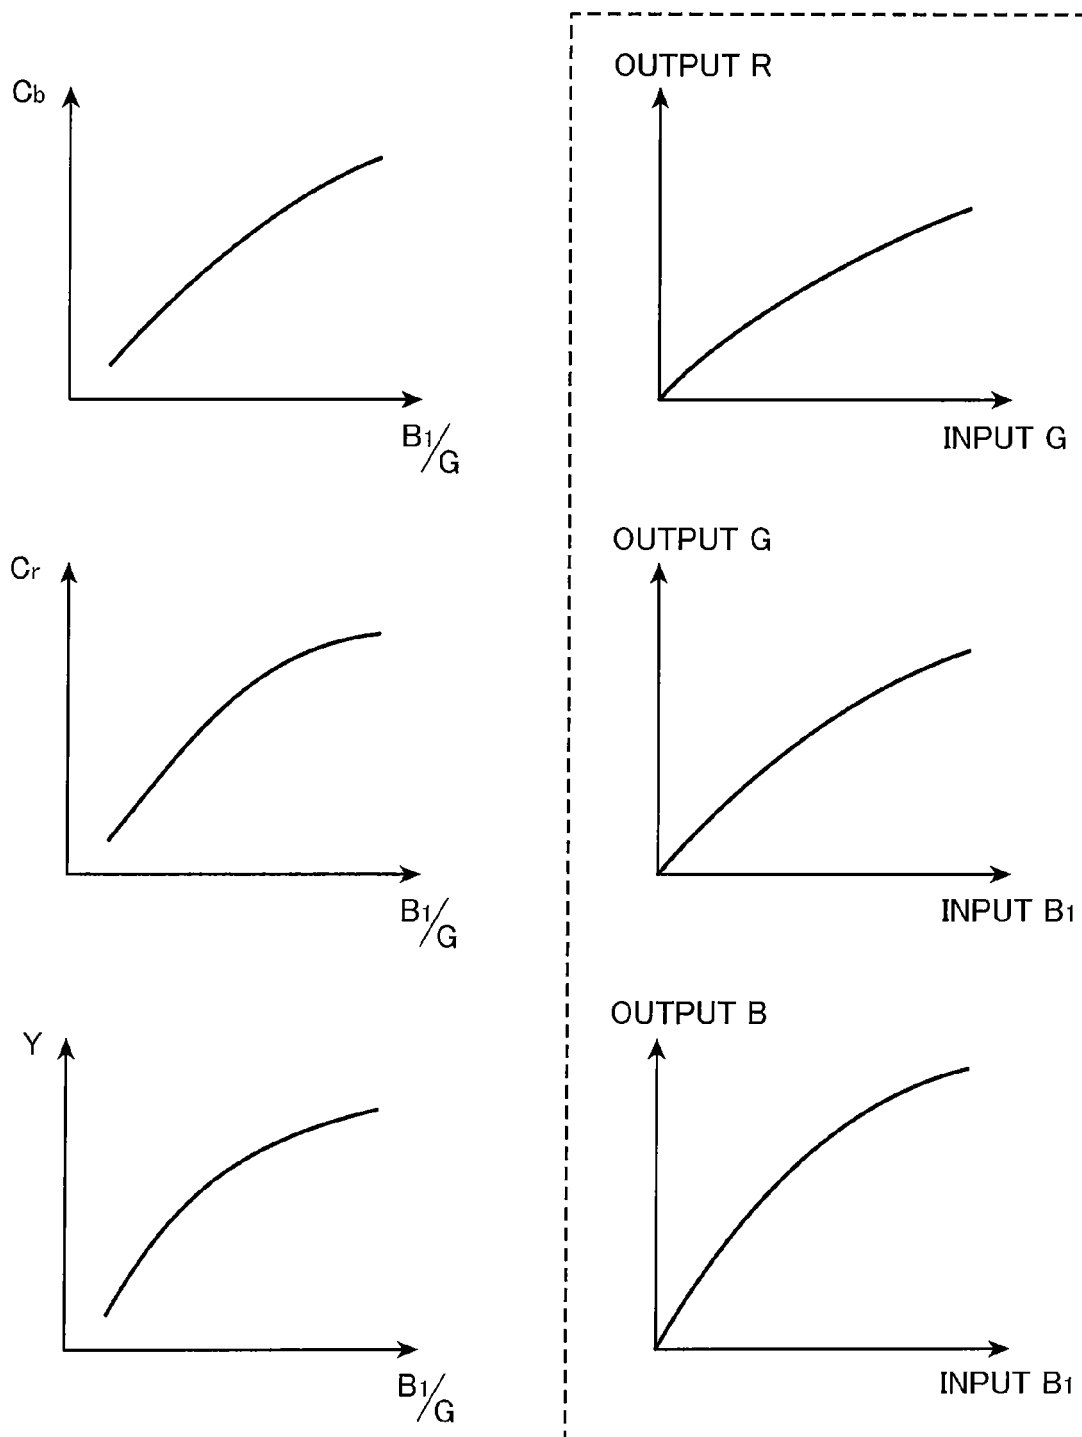 Cb
B1/G
Cr
B1/G
Y
B1/G
OUTPUT R
INPUT G
OUTPUT G
INPUT B1
OUTPUT B
INPUT B1